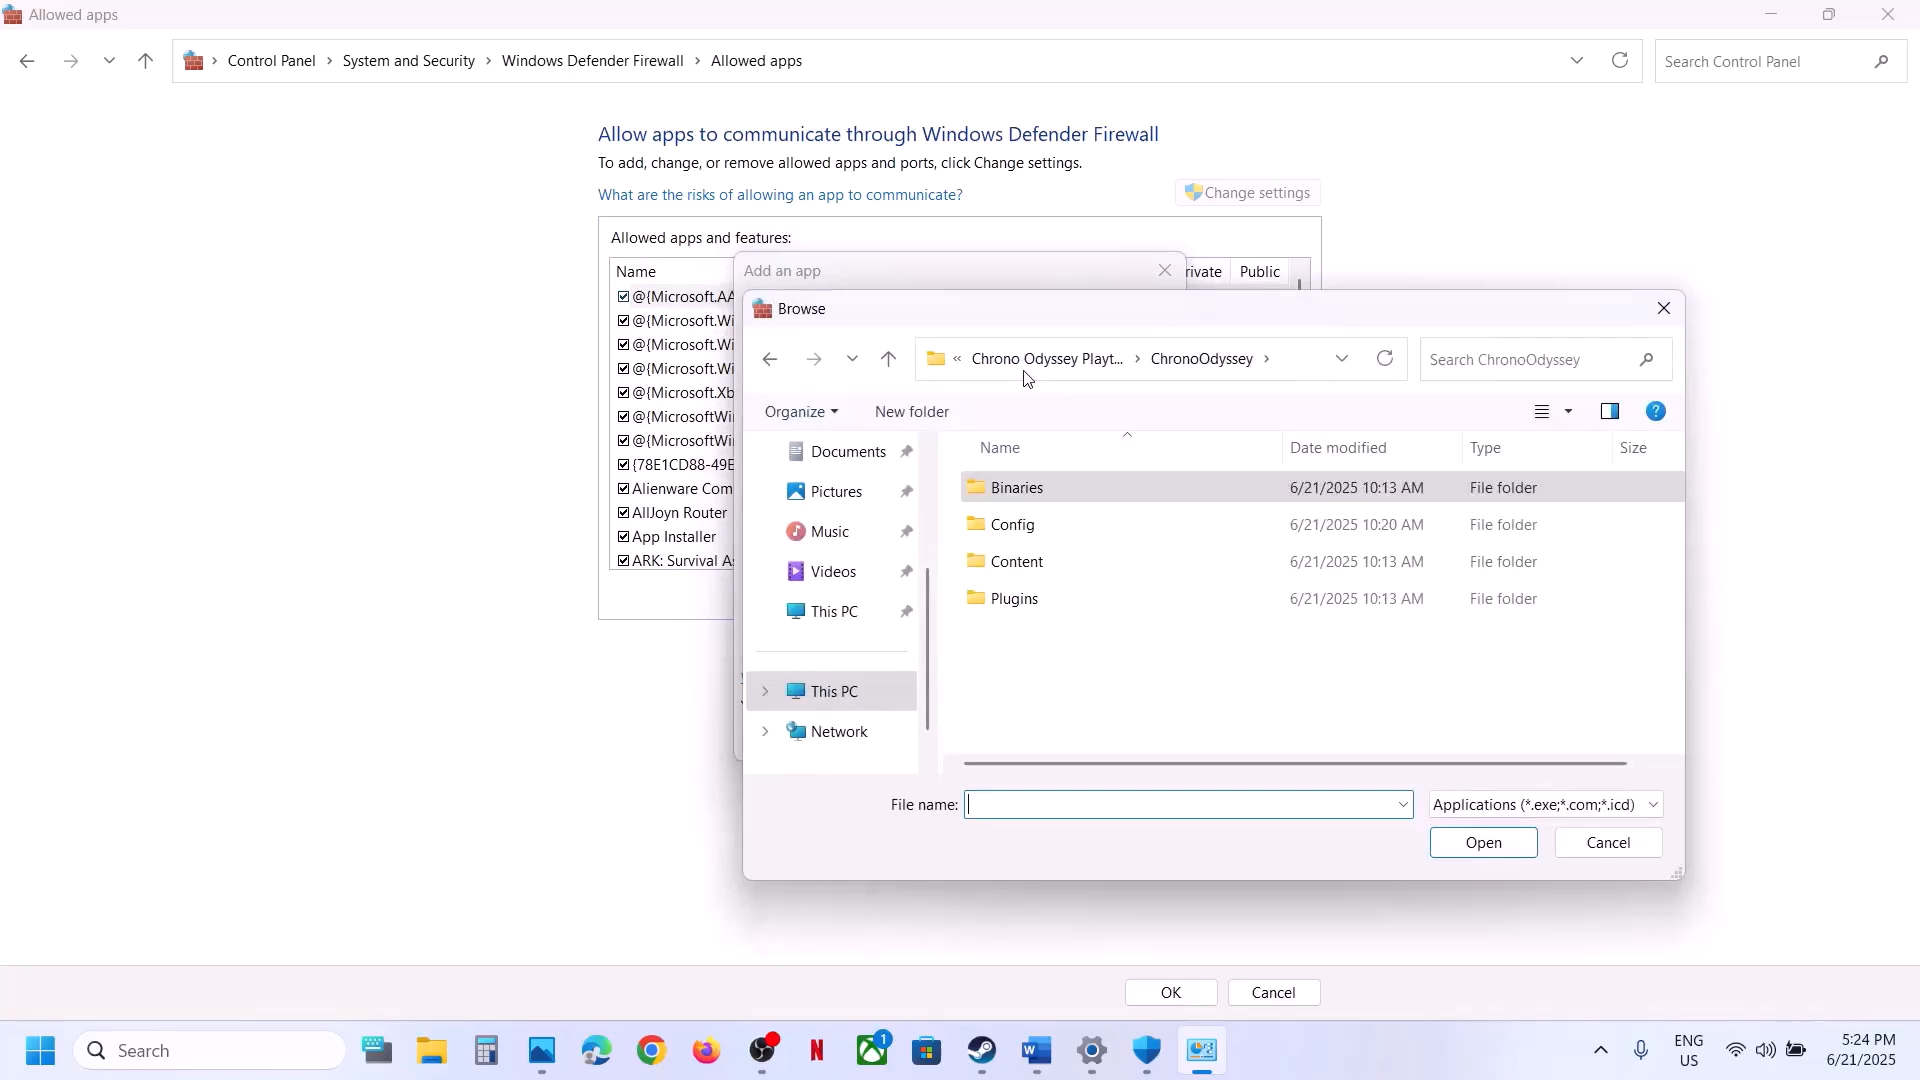 Allowed apps
Control Panel > System and Security > Windows Defender Firewall > Allowed apps
Search Control Panel
Allow apps to communicate through Windows Defender Firewall
To add, change, or remove allowed apps and ports, click Change settings.
What are the risks of allowing an app to communicate?
Change settings
Allowed apps and features:
Name
rivate
Public
@{Microsoft.AA
@{Microsoft.Wi
@{Microsoft.Wi
@{Microsoft.Wi
@{Microsoft.Xb
@{MicrosoftWi
@{MicrosoftWi
{78E1CD88-49E
Alienware Com
AllJoyn Router
App Installer
ARK: Survival A
Add an app
Browse
« Chrono Odyssey Playt... > ChronoOdyssey >
Search ChronoOdyssey
Organize
New folder
Documents
Pictures
Music
Videos
This PC
This PC
Network
Name Date modified Type Size
Binaries 6/21/2025 10:13 AM File folder
Config 6/21/2025 10:20 AM File folder
Content 6/21/2025 10:13 AM File folder
Plugins 6/21/2025 10:13 AM File folder
File name:
Applications (*.exe;*.com;*.icd)
Open
Cancel
OK
Cancel
Search
1
ENG
US
5:24 PM
6/21/2025